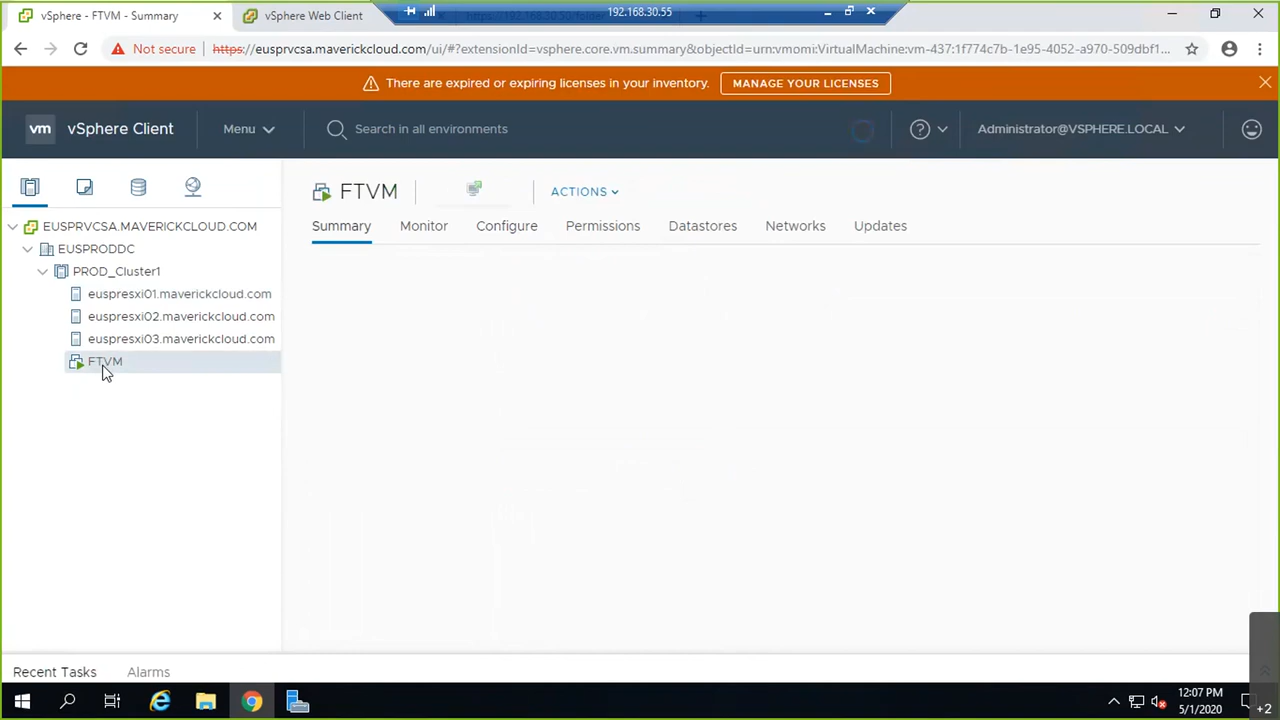 vSphere - FTVM - Summary
vSphere Web Client
192.168.30.55
Not secure
https://eusprvcsa.maverickcloud.com/ui/#?extensionId=vsphere.core.vm.summary&objectId=urn:vmomi:VirtualMachine:vm-437:1f774c7b-1e95-4052-a970-509dbf1...
There are expired or expiring licenses in your inventory.
MANAGE YOUR LICENSES
vm vSphere Client
Menu
Search in all environments
Administrator@VSPHERE.LOCAL
FTVM
ACTIONS
Summary
Monitor
Configure
Permissions
Datastores
Networks
Updates
EUSPRVCSA.MAVERICKCLOUD.COM
EUSPRODDC
PROD_Cluster1
euspresxi01.maverickcloud.com
euspresxi02.maverickcloud.com
euspresxi03.maverickcloud.com
FTVM
Recent Tasks
Alarms
12:07 PM
5/1/2020
+2